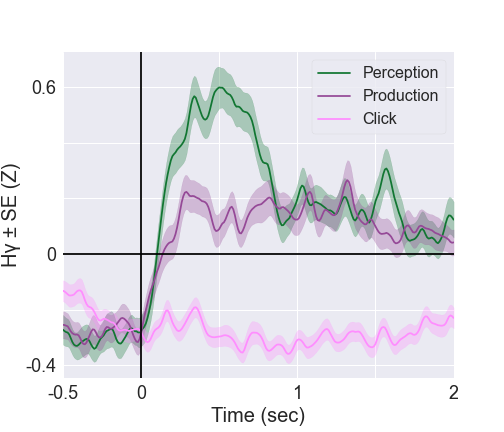 Perception
Production
Click
0.6
0
-0.4
Hγ ± SE (Z)
-0.5 0 1 2
Time (sec)